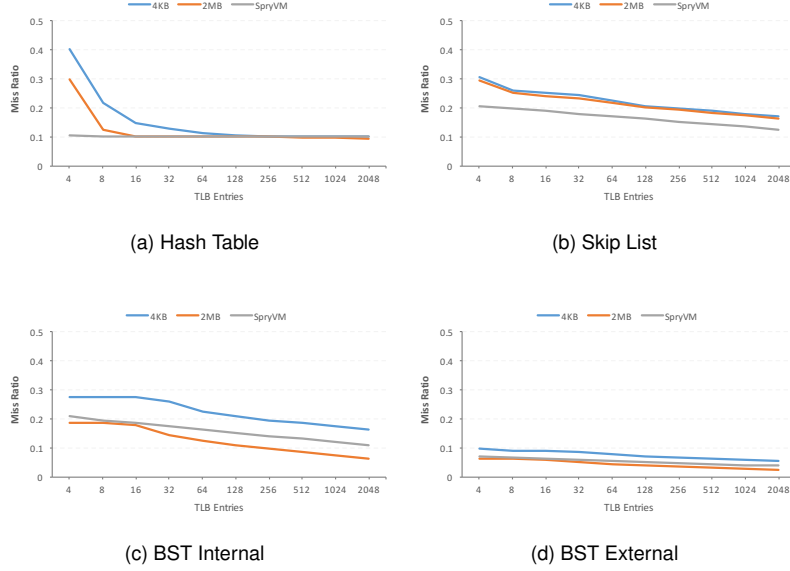 4KB 2MB SpryVM
0.5
0.4
0.3
0.2
0.1
0
Miss Ratio
4 8 16 32 64 128 256 512 1024 2048
TLB Entries
(a) Hash Table
4KB 2MB SpryVM
0.5
0.4
0.3
0.2
0.1
0
Miss Ratio
4 8 16 32 64 128 256 512 1024 2048
TLB Entries
(b) Skip List
4KB 2MB SpryVM
0.5
0.4
0.3
0.2
0.1
0
Miss Ratio
4 8 16 32 64 128 256 512 1024 2048
TLB Entries
(c) BST Internal
4KB 2MB SpryVM
0.5
0.4
0.3
0.2
0.1
0
Miss Ratio
4 8 16 32 64 128 256 512 1024 2048
TLB Entries
(d) BST External